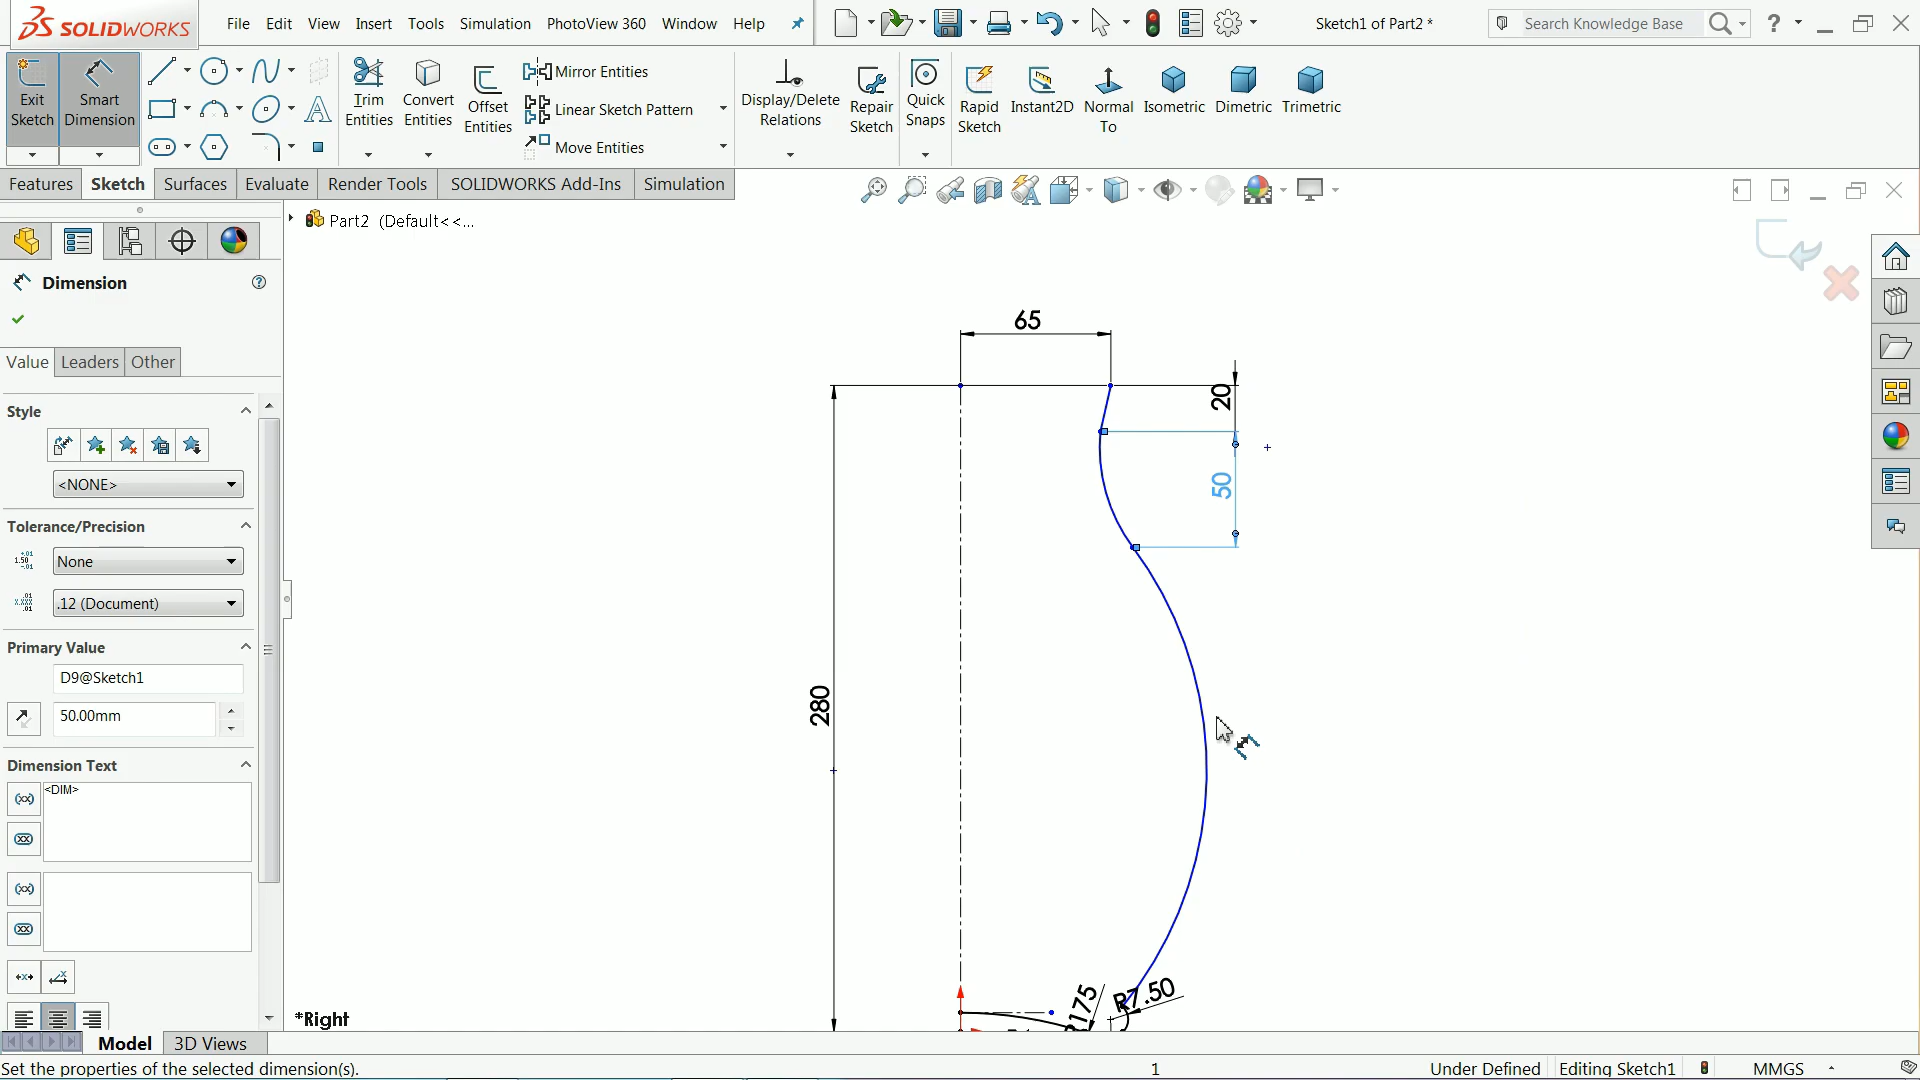 SOLIDWORKS
File Edit View Insert Tools Simulation PhotoView 360 Window Help
Sketch1 of Part2 *
Search Knowledge Base
Exit Sketch
Smart Dimension
Trim Entities
Convert Entities
Offset Entities
Mirror Entities
Linear Sketch Pattern
Move Entities
Display/Delete Relations
Repair Sketch
Quick Snaps
Rapid Sketch
Instant2D
Normal To
Isometric
Dimetric
Trimetric
Features Sketch Surfaces Evaluate Render Tools SOLIDWORKS Add-Ins Simulation
Part2 (Default<<...
Dimension
Value Leaders Other
Style
<NONE>
Tolerance/Precision
None
.12 (Document)
Primary Value
D9@Sketch1
50.00mm
Dimension Text
<DIM>
65
20
50
280
R7.50
*Right
Model 3D Views
Set the properties of the selected dimension(s).
1
Under Defined
Editing Sketch1
MMGS